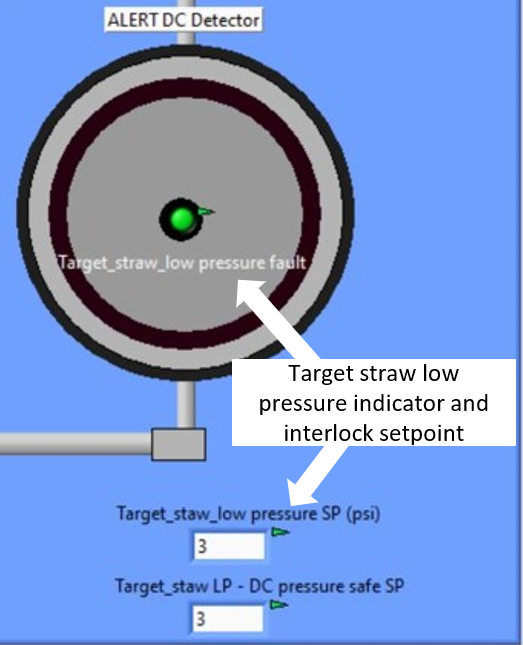 ALERT DC Detector
Target_straw_low pressure fault
Target straw low
pressure indicator and
interlock setpoint
Target_staw_low pressure SP (psi)
3
Target_staw LP - DC pressure safe SP
3